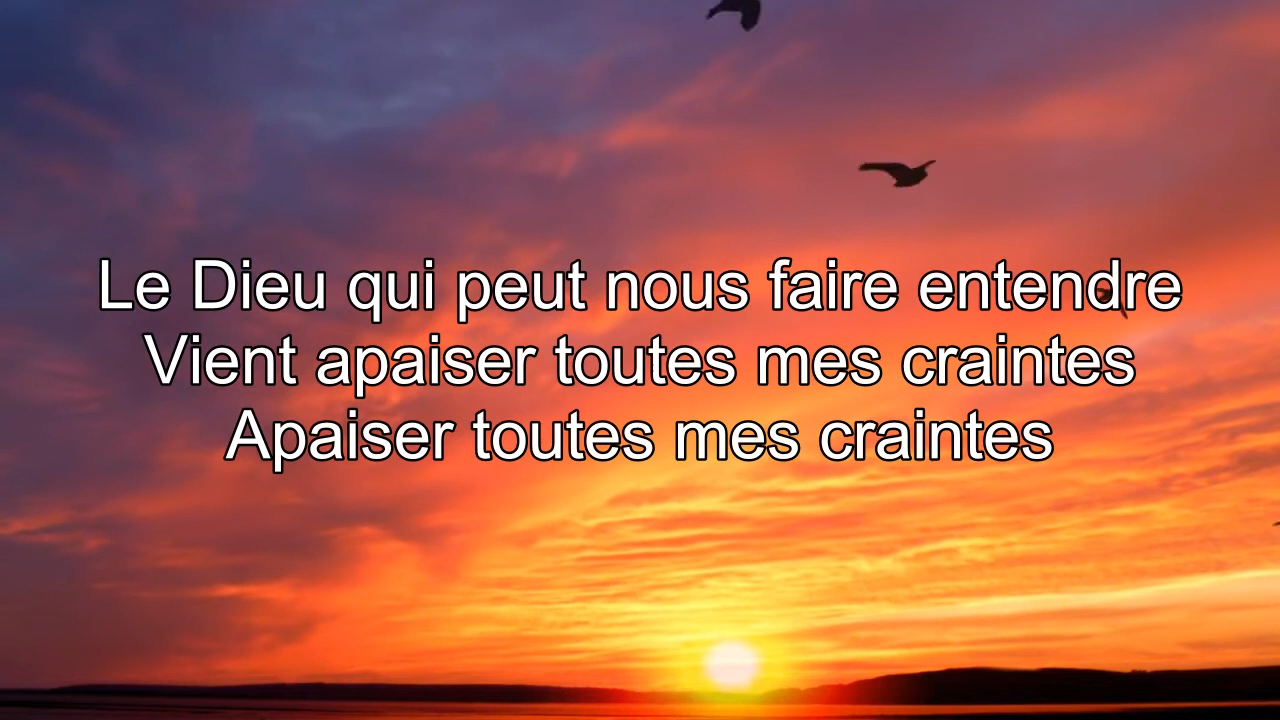 Le Dieu qui peut nous faire entendre
Vient apaiser toutes mes craintes
Apaiser toutes mes craintes